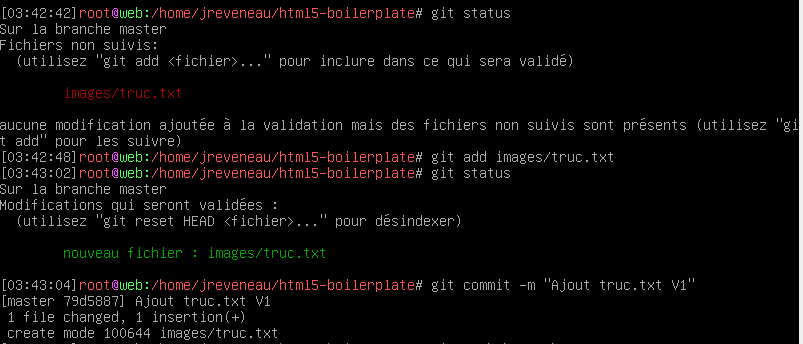 [03:42:42]root@web:/home/jreveneau/html5-boilerplate# git status
Sur la branche master
Fichiers non suivis:
  (utilisez "git add <fichier>..." pour inclure dans ce qui sera validé)
        images/truc.txt
aucune modification ajoutée à la validation mais des fichiers non suivis sont présents (utilisez "gi
t add" pour les suivre)
[03:42:48]root@web:/home/jreveneau/html5-boilerplate# git add images/truc.txt
[03:43:02]root@web:/home/jreveneau/html5-boilerplate# git status
Sur la branche master
Modifications qui seront validées :
  (utilisez "git reset HEAD <fichier>..." pour désindexer)
        nouveau fichier : images/truc.txt
[03:43:04]root@web:/home/jreveneau/html5-boilerplate# git commit -m "Ajout truc.txt V1"
[master 79d5887] Ajout truc.txt V1
 1 file changed, 1 insertion(+)
 create mode 100644 images/truc.txt